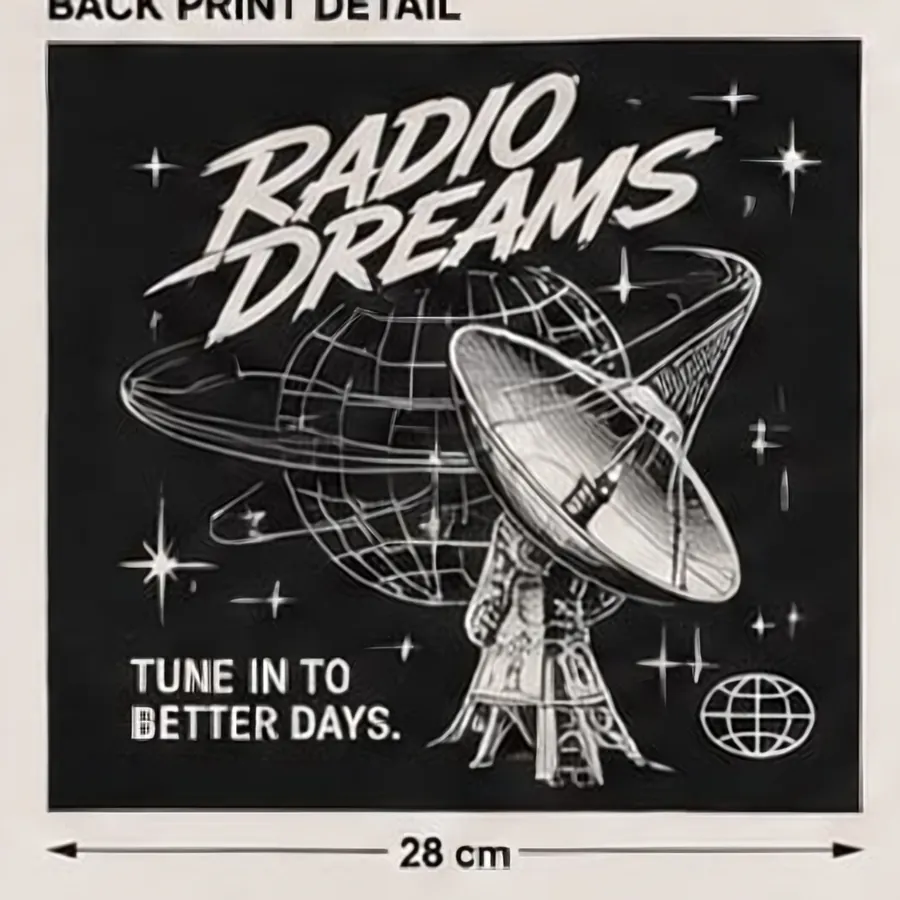 BACK PRINT DETAIL
RADIO
DREAMS
TUNE IN TO
BETTER DAYS.
28 cm